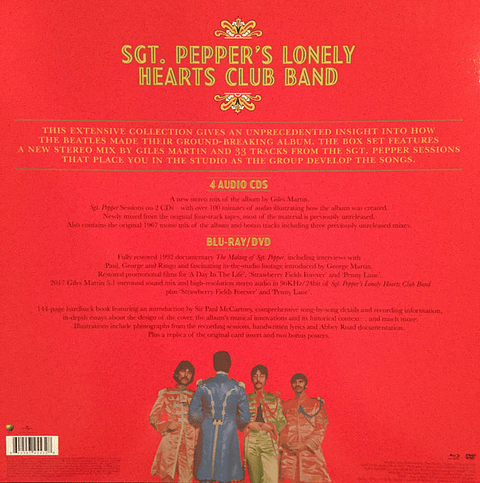 SGT. PEPPER'S LONELY
HEARTS CLUB BAND
THIS EXTENSIVE COLLECTION GIVES AN UNPRECEDENTED INSIGHT INTO HOW
THE BEATLES MADE THEIR GROUND-BREAKING ALBUM. THE BOX SET FEATURES
A NEW STEREO MIX BY GILES MARTIN AND 33 TRACKS FROM THE SGT. PEPPER SESSIONS
THAT PLACE YOU IN THE STUDIO AS THE GROUP DEVELOP THE SONGS.
4 AUDIO CDS
A new stereo mix of the album by Giles Martin.
Sgt. Pepper Sessions on 2 CDs – with over 100 minutes of audio illustrating how the album was created.
Newly mixed from the original four-track tapes, most of the material is previously unreleased.
Also contains the original 1967 mono mix of the album and bonus tracks including three previously unreleased mixes.
BLU-RAY/DVD
Fully restored 1992 documentary The Making of Sgt. Pepper, including interviews with
Paul, George and Ringo and fascinating in-the-studio footage introduced by George Martin.
Restored promotional films for 'A Day In The Life', 'Strawberry Fields Forever' and 'Penny Lane'.
2017 Giles Martin 5.1 surround sound mix and high-resolution stereo audio in 96KHz/24bit of Sgt. Pepper's Lonely Hearts Club Band
plus 'Strawberry Fields Forever' and 'Penny Lane'.
144-page hardback book featuring an introduction by Sir Paul McCartney, comprehensive song-by-song details and recording information,
in-depth essays about the design of the cover, the album's musical innovations and its historical context… and much more.
Illustrations include photographs from the recording sessions, handwritten lyrics and Abbey Road documentation.
Plus a replica of the original card insert and two bonus posters.